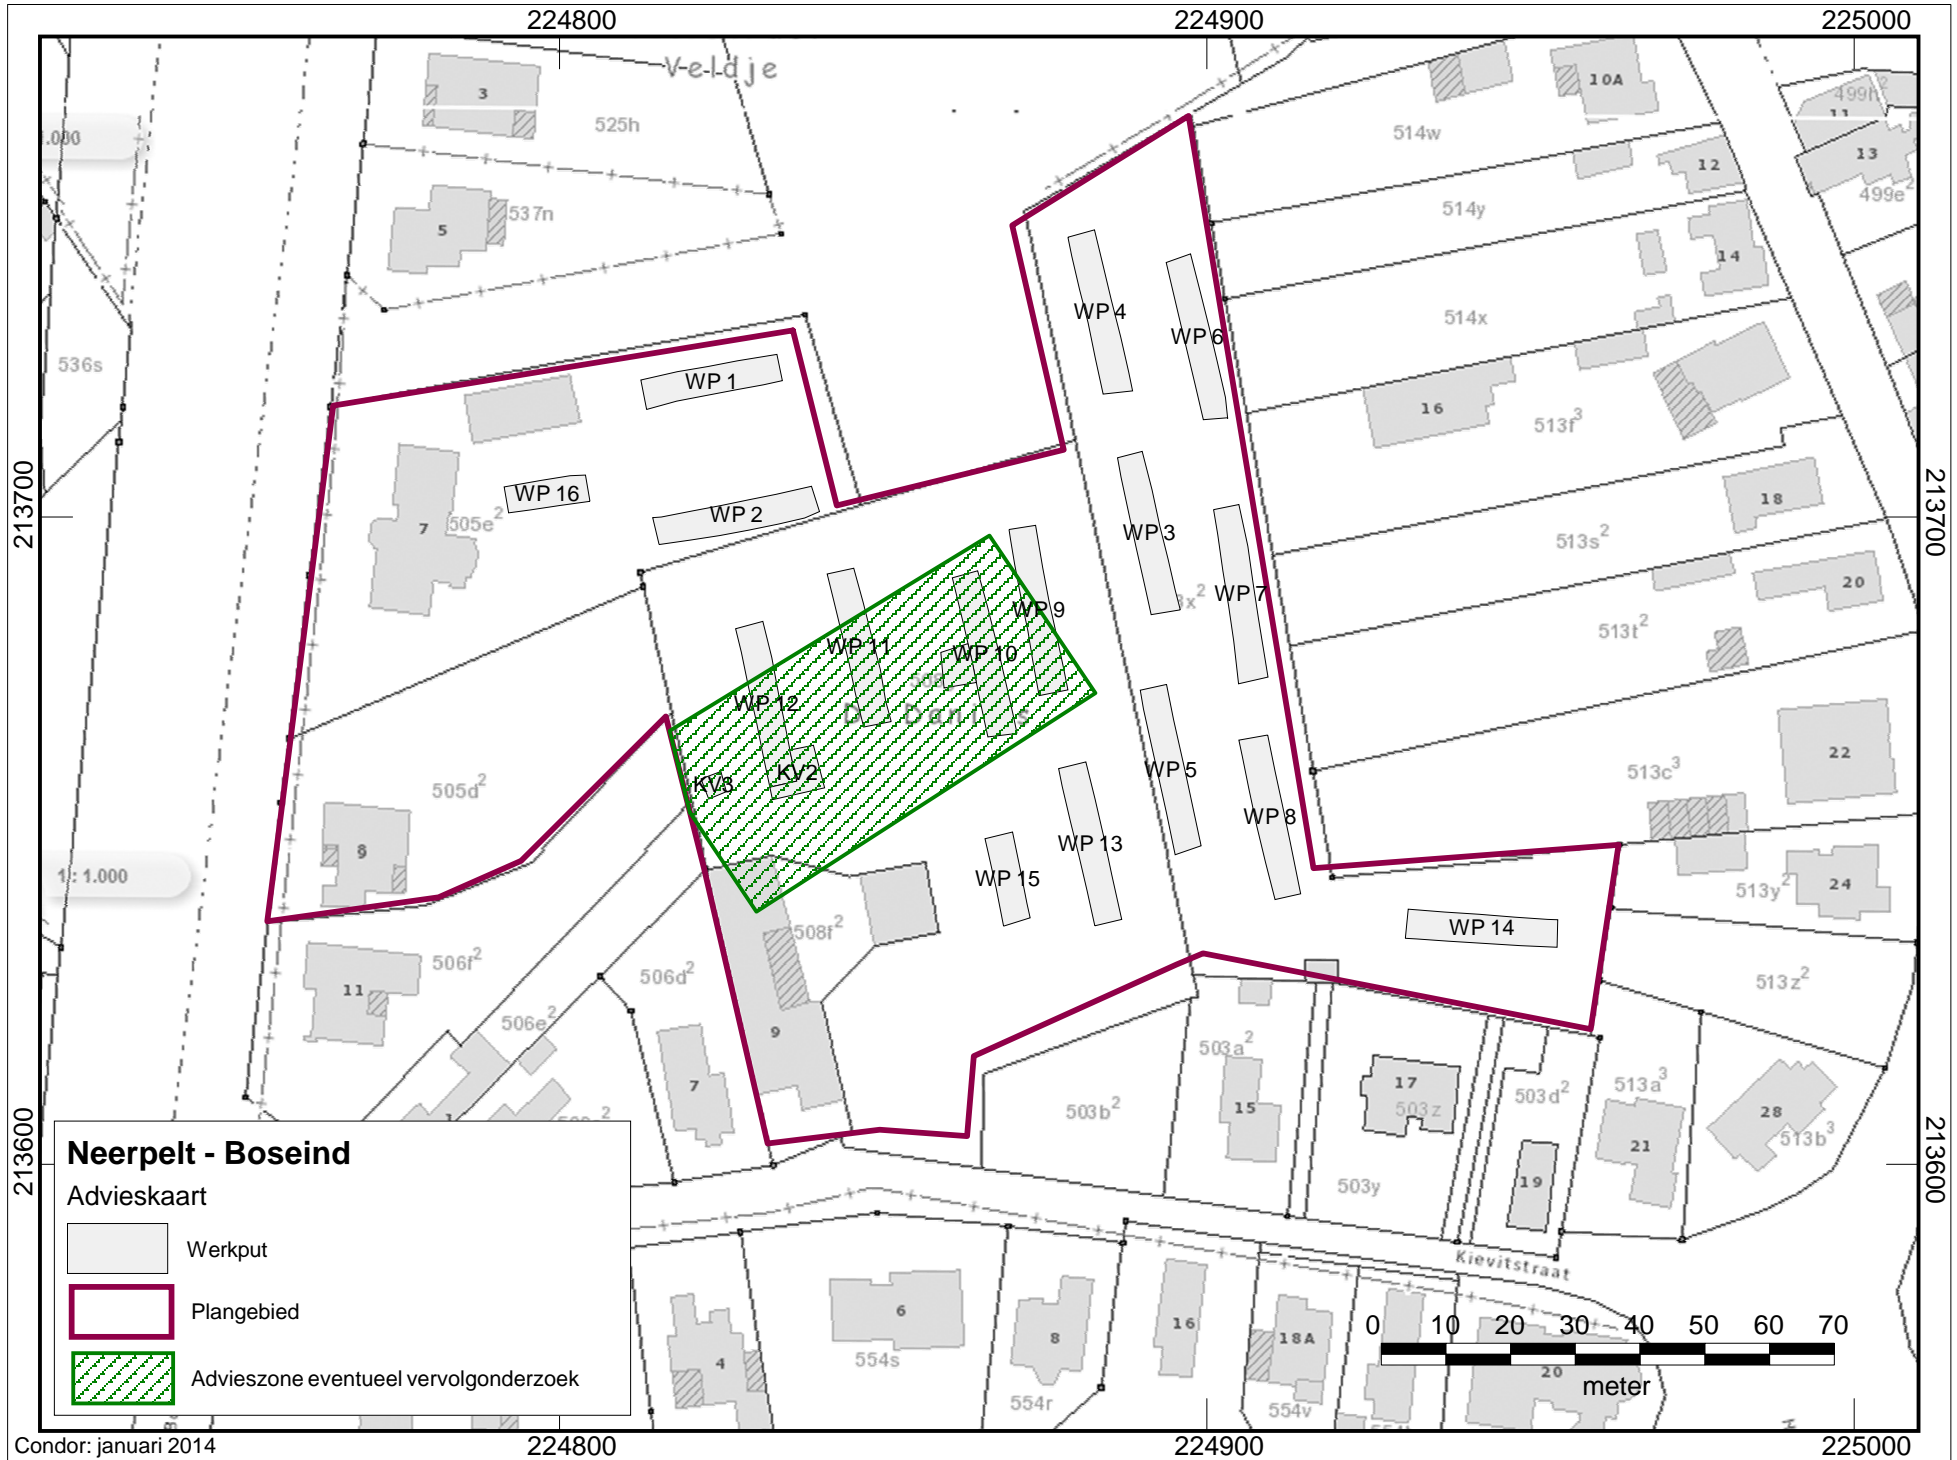 224800
224900
225000
Veldje
3
525h
10A
499h²
11
1.000
514w
12
13
499e²
5
537n
514y
14
536s
514x
WP 4
WP 6
WP 1
16
513f³
213700
213700
WP 16
7
505e²
WP 2
WP 3
18
513s²
20
WP 7
WP 9
513t²
WP 11
WP 10
WP 12
505d²
KV3
KV2
WP 5
513c³
22
WP 8
WP 13
9
1: 1.000
WP 15
513y²
24
WP 14
508f²
506f²
506d²
513z²
11
506e²
9
503a²
7
17
503z
503d²
513a³
15
503b²
28
513b³
21
213600
213600
19
503y
Kievitstraat
6
8
16
18A
4
554s
554r
554v
20
Neerpelt - Boseind
Advieskaart
Werkput
Plangebied
Advieszone eventueel vervolgonderzoek
0 10 20 30 40 50 60 70
meter
Condor: januari 2014
224800
224900
225000